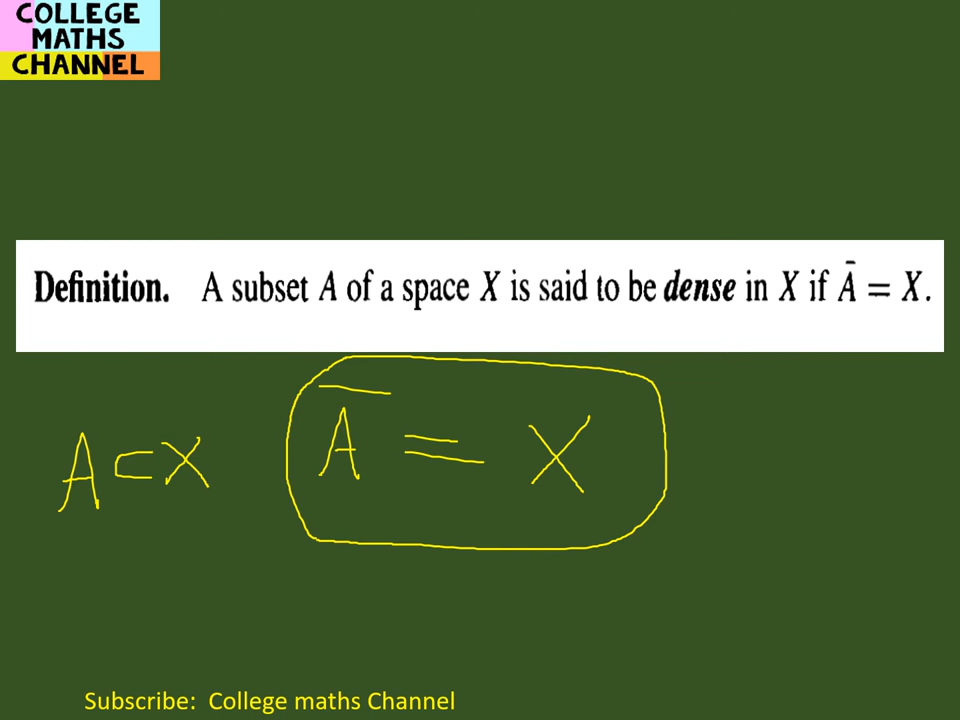 COLLEGE
MATHS
CHANNEL
Definition. A subset A of a space X is said to be dense in X if Ā = X.
A ⊂ X
Ā = X
Subscribe: College maths Channel